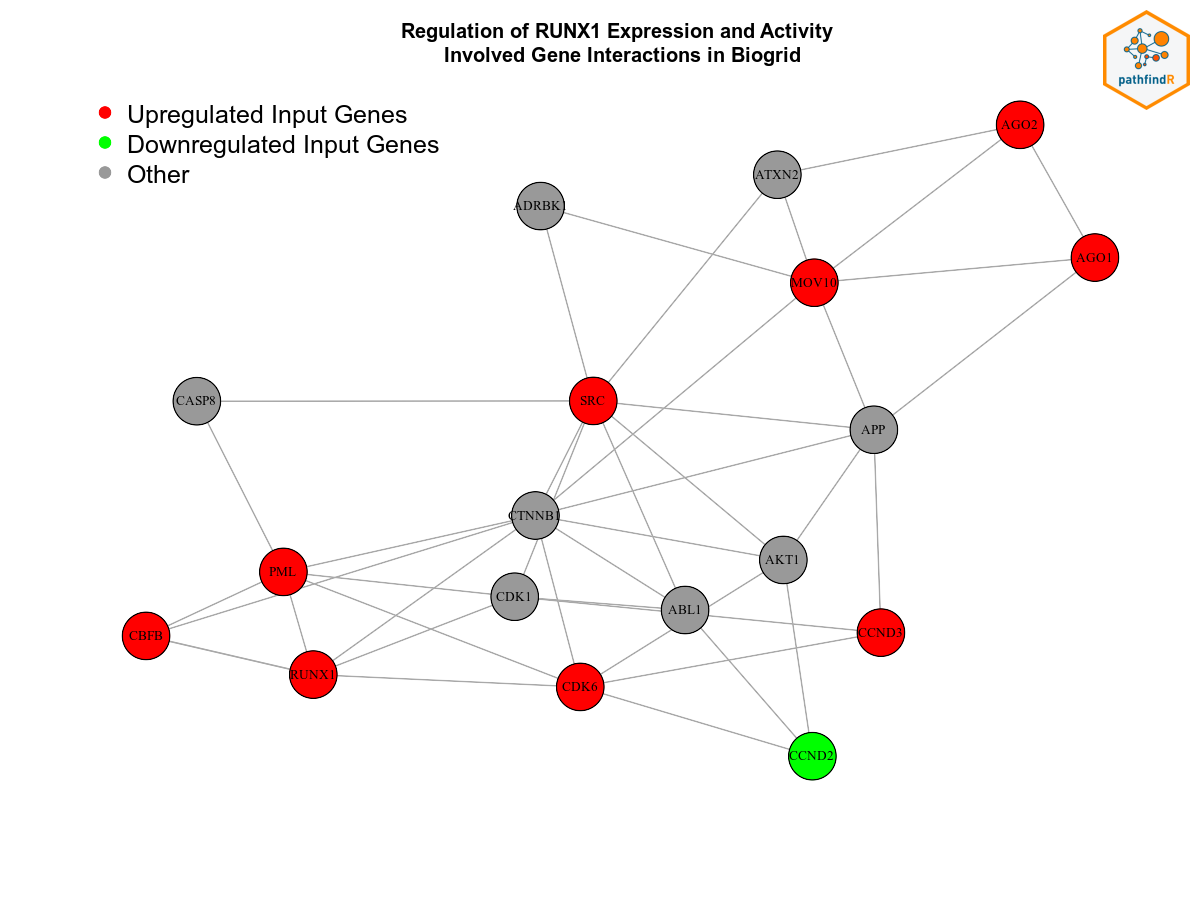 Regulation of RUNX1 Expression and Activity
Involved Gene Interactions in Biogrid
pathfindR
Upregulated Input Genes
Downregulated Input Genes
Other
AGO2
ATXN2
ADRBK1
AGO1
MOV10
CASP8
SRC
APP
CTNNB1
AKT1
PML
CDK1
ABL1
CBFB
CCND3
RUNX1
CDK6
CCND2